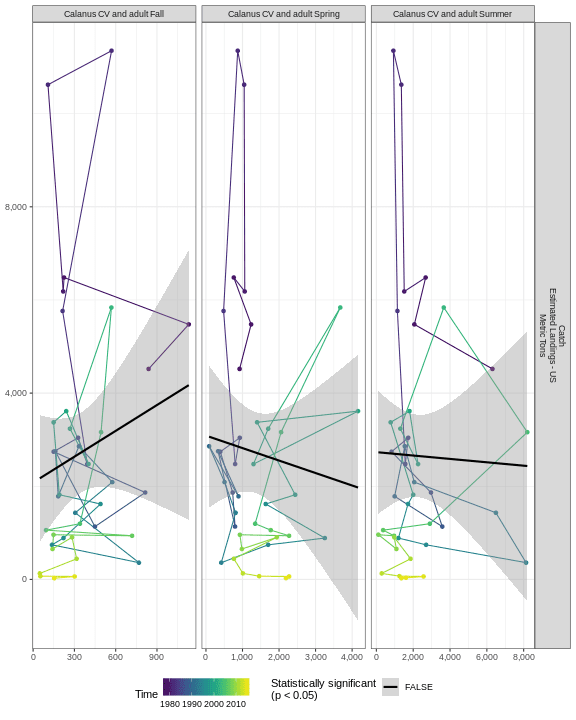 Calanus CV and adult Fall
Calanus CV and adult Spring
Calanus CV and adult Summer
8,000
4,000
0
Catch
Estimated Landings - US
Metric Tons
0 300 600 900
0 1,000 2,000 3,000 4,000
0 2,000 4,000 6,000 8,000
Time
1980 1990 2000 2010
Statistically significant
(p < 0.05)
FALSE